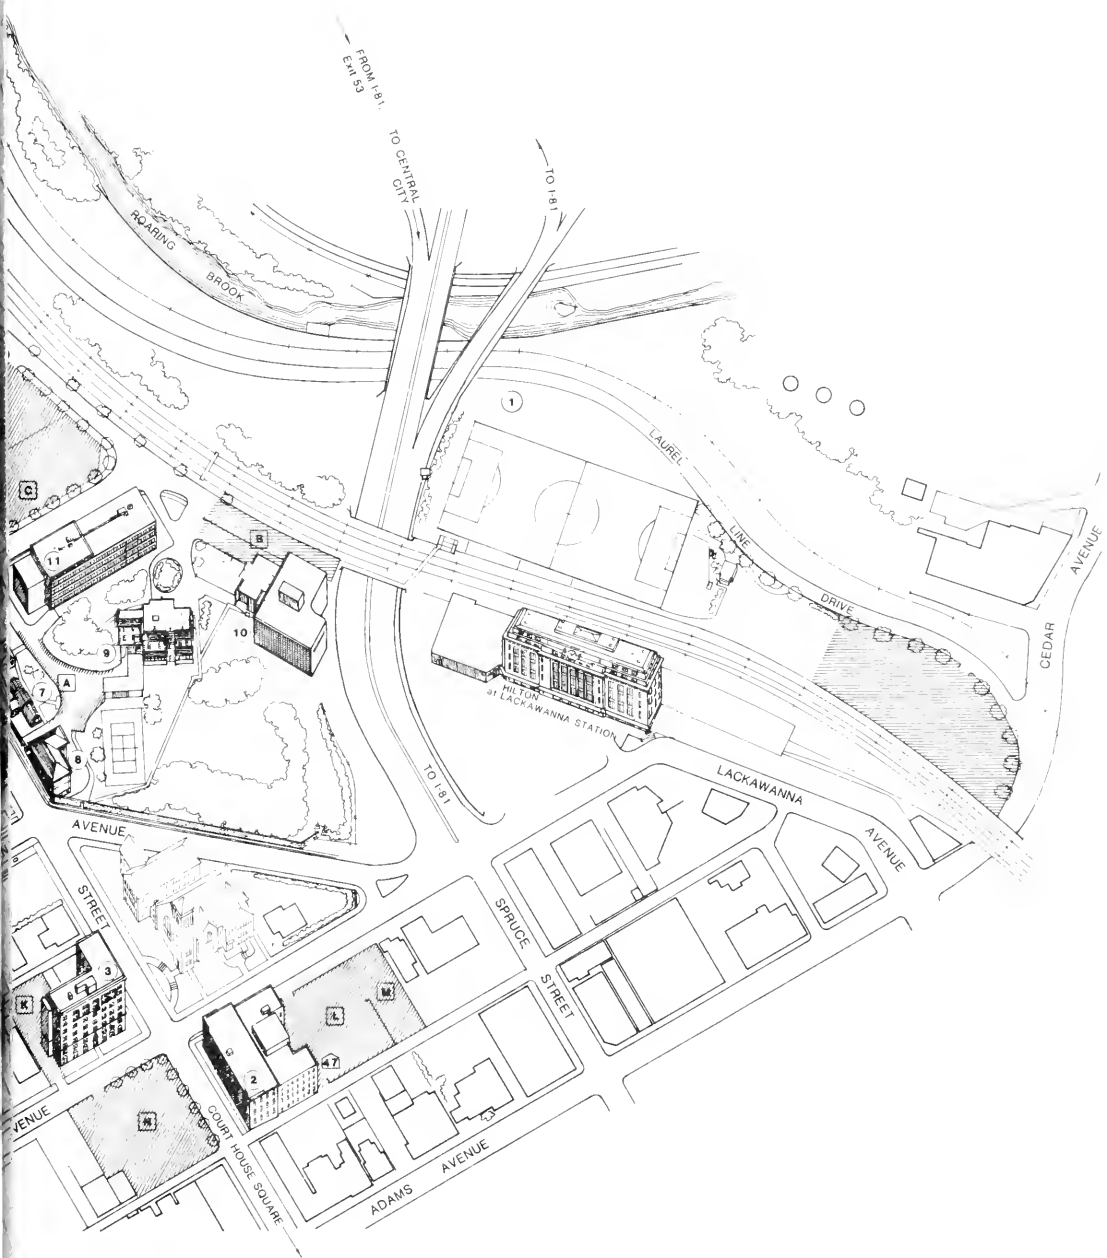 FROM I-81,
Exit 53
TO CENTRAL
CITY
TO I-81
ROARING
BROOK
1
LAUREL
LINE
DRIVE
CEDAR
AVENUE
C
B
11
10
9
A
7
8
HILTON
at LACKAWANNA STATION
LACKAWANNA
AVENUE
TO I-81
AVENUE
STREET
SPRUCE
STREET
3
K
M
L
47
2
N
VENUE
COURT HOUSE SQUARE
ADAMS
AVENUE